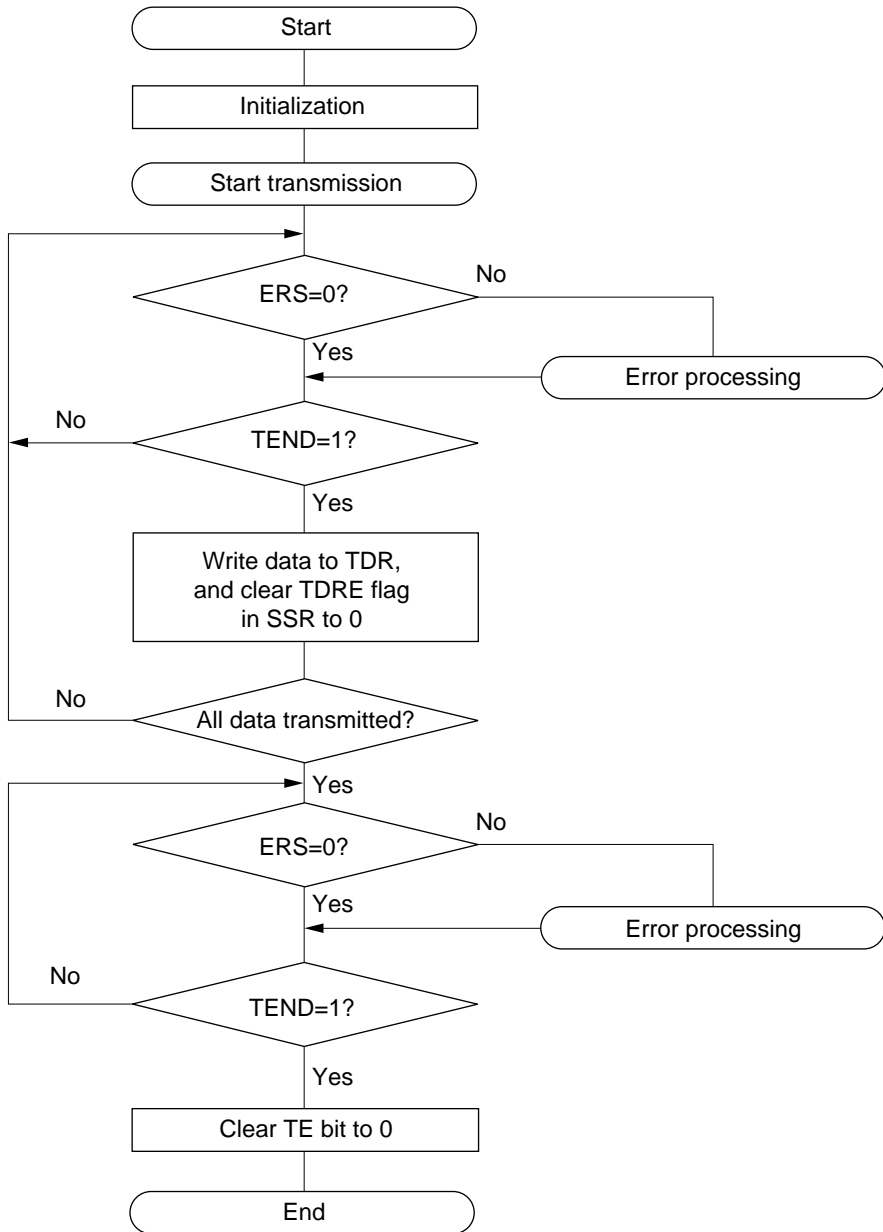 Start
Initialization
Start transmission
ERS=0?
No
Yes
Error processing
TEND=1?
No
Yes
Write data to TDR,
and clear TDRE flag
in SSR to 0
All data transmitted?
No
Yes
ERS=0?
No
Yes
Error processing
No
TEND=1?
Yes
Clear TE bit to 0
End